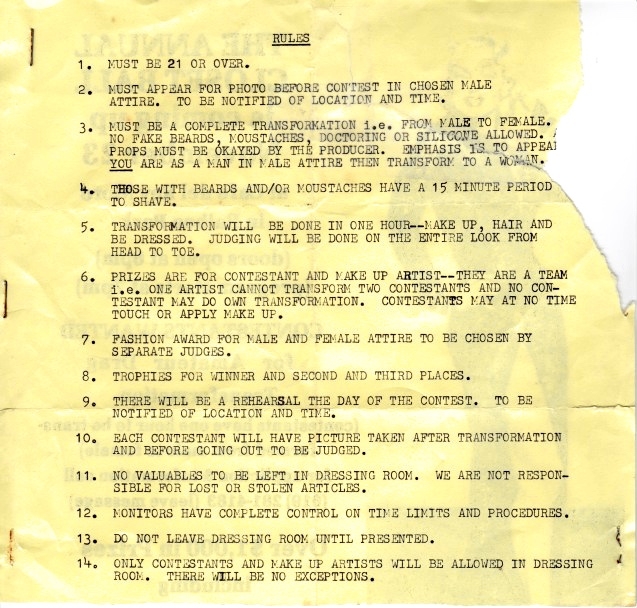 RULES
1. MUST BE 21 OR OVER.
2. MUST APPEAR FOR PHOTO BEFORE CONTEST IN CHOSEN MALE
ATTIRE. TO BE NOTIFIED OF LOCATION AND TIME.
3. MUST BE A COMPLETE TRANSFORMATION i.e. FROM MALE TO FEMALE.
NO FAKE BEARDS, MOUSTACHES, DOCTORING OR SILICONE ALLOWED.
PROPS MUST BE OKAYED BY THE PRODUCER. EMPHASIS IS TO APPEAR
YOU ARE AS A MAN IN MALE ATTIRE THEN TRANSFORM TO A WOMAN.
4. THOSE WITH BEARDS AND/OR MOUSTACHES HAVE A 15 MINUTE PERIOD
TO SHAVE.
5. TRANSFORMATION WILL BE DONE IN ONE HOUR--MAKE UP, HAIR AND
BE DRESSED. JUDGING WILL BE DONE ON THE ENTIRE LOOK FROM
HEAD TO TOE.
6. PRIZES ARE FOR CONTESTANT AND MAKE UP ARTIST--THEY ARE A TEAM
i.e. ONE ARTIST CANNOT TRANSFORM TWO CONTESTANTS AND NO CON-
TESTANT MAY DO OWN TRANSFORMATION. CONTESTANTS MAY AT NO TIME
TOUCH OR APPLY MAKE UP.
7. FASHION AWARD FOR MALE AND FEMALE ATTIRE TO BE CHOSEN BY
SEPARATE JUDGES.
8. TROPHIES FOR WINNER AND SECOND AND THIRD PLACES.
9. THERE WILL BE A REHEARSAL THE DAY OF THE CONTEST. TO BE
NOTIFIED OF LOCATION AND TIME.
10. EACH CONTESTANT WILL HAVE PICTURE TAKEN AFTER TRANSFORMATION
AND BEFORE GOING OUT TO BE JUDGED.
11. NO VALUABLES TO BE LEFT IN DRESSING ROOM. WE ARE NOT RESPON-
SIBLE FOR LOST OR STOLEN ARTICLES.
12. MONITORS HAVE COMPLETE CONTROL ON TIME LIMITS AND PROCEDURES.
13. DO NOT LEAVE DRESSING ROOM UNTIL PRESENTED.
14. ONLY CONTESTANTS AND MAKE UP ARTISTS WILL BE ALLOWED IN DRESSING
ROOM. THERE WILL BE NO EXCEPTIONS.